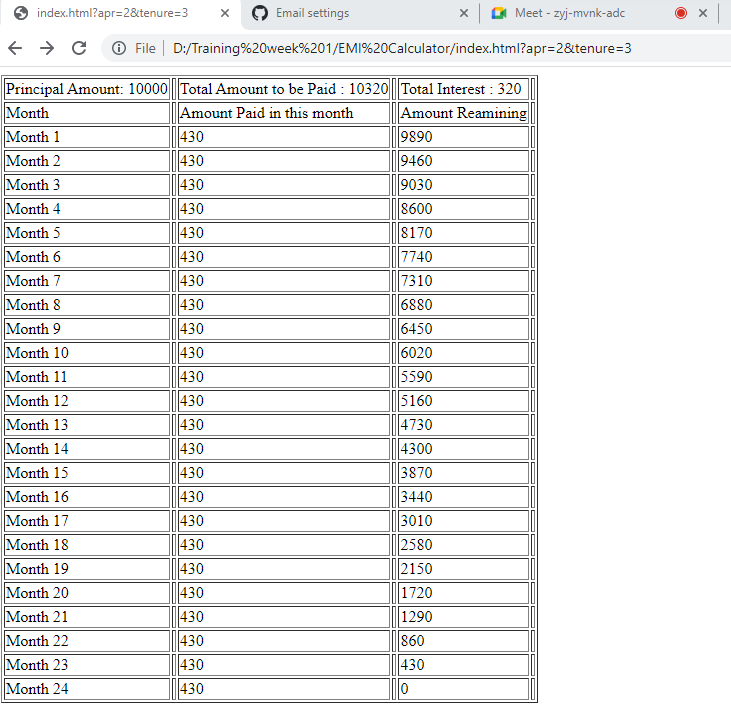 index.html?apr=2&tenure=3 Email settings Meet - zyj-mvnk-adc
File D:/Training%20week%201/EMI%20Calculator/index.html?apr=2&tenure=3
Principal Amount: 10000 Total Amount to be Paid : 10320 Total Interest : 320
Month Amount Paid in this month Amount Reamining
Month 1 430 9890
Month 2 430 9460
Month 3 430 9030
Month 4 430 8600
Month 5 430 8170
Month 6 430 7740
Month 7 430 7310
Month 8 430 6880
Month 9 430 6450
Month 10 430 6020
Month 11 430 5590
Month 12 430 5160
Month 13 430 4730
Month 14 430 4300
Month 15 430 3870
Month 16 430 3440
Month 17 430 3010
Month 18 430 2580
Month 19 430 2150
Month 20 430 1720
Month 21 430 1290
Month 22 430 860
Month 23 430 430
Month 24 430 0